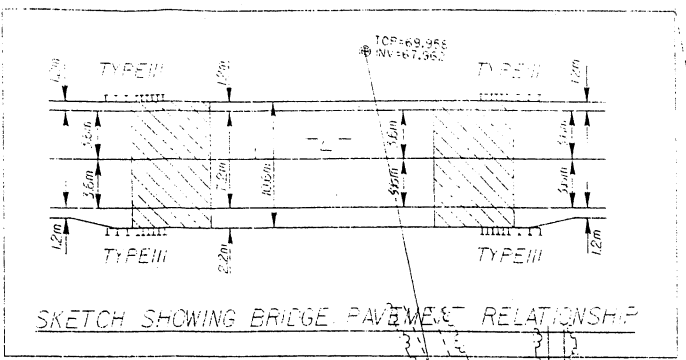 TOP=69.956
INV=67.662
TYPE III
TYPE III
1.2m
1.2m
1.2m
3.6m
3.6m
3.6m
3.6m
7.2m
10.6m
3.6m
3.6m
1.2m
2.2m
1.2m
TYPE III
TYPE III
SKETCH SHOWING BRIDGE PAVEMENT RELATIONSHIP